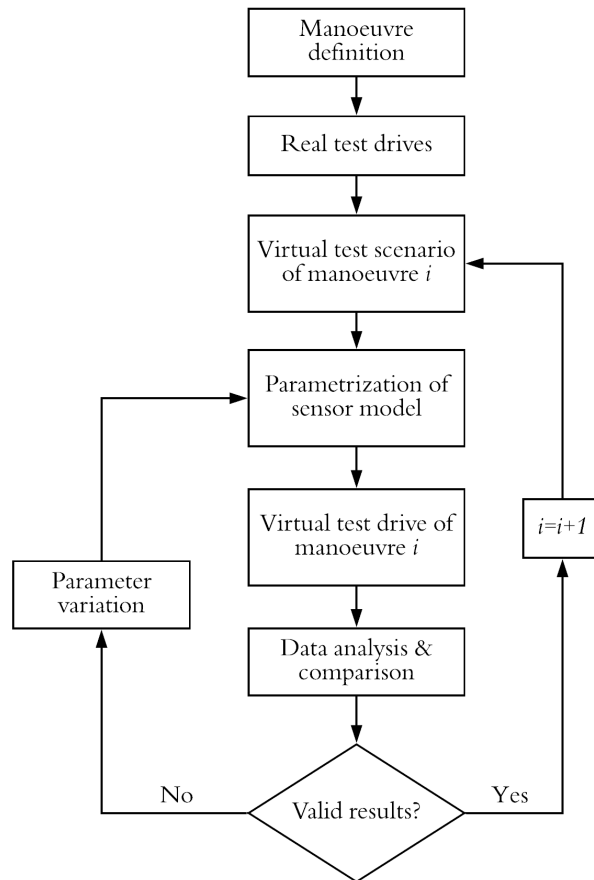 Manoeuvre
definition
Real test drives
Virtual test scenario
of manoeuvre i
Parametrization of
sensor model
Virtual test drive of
manoeuvre i
i=i+1
Parameter
variation
Data analysis &
comparison
No
Valid results?
Yes